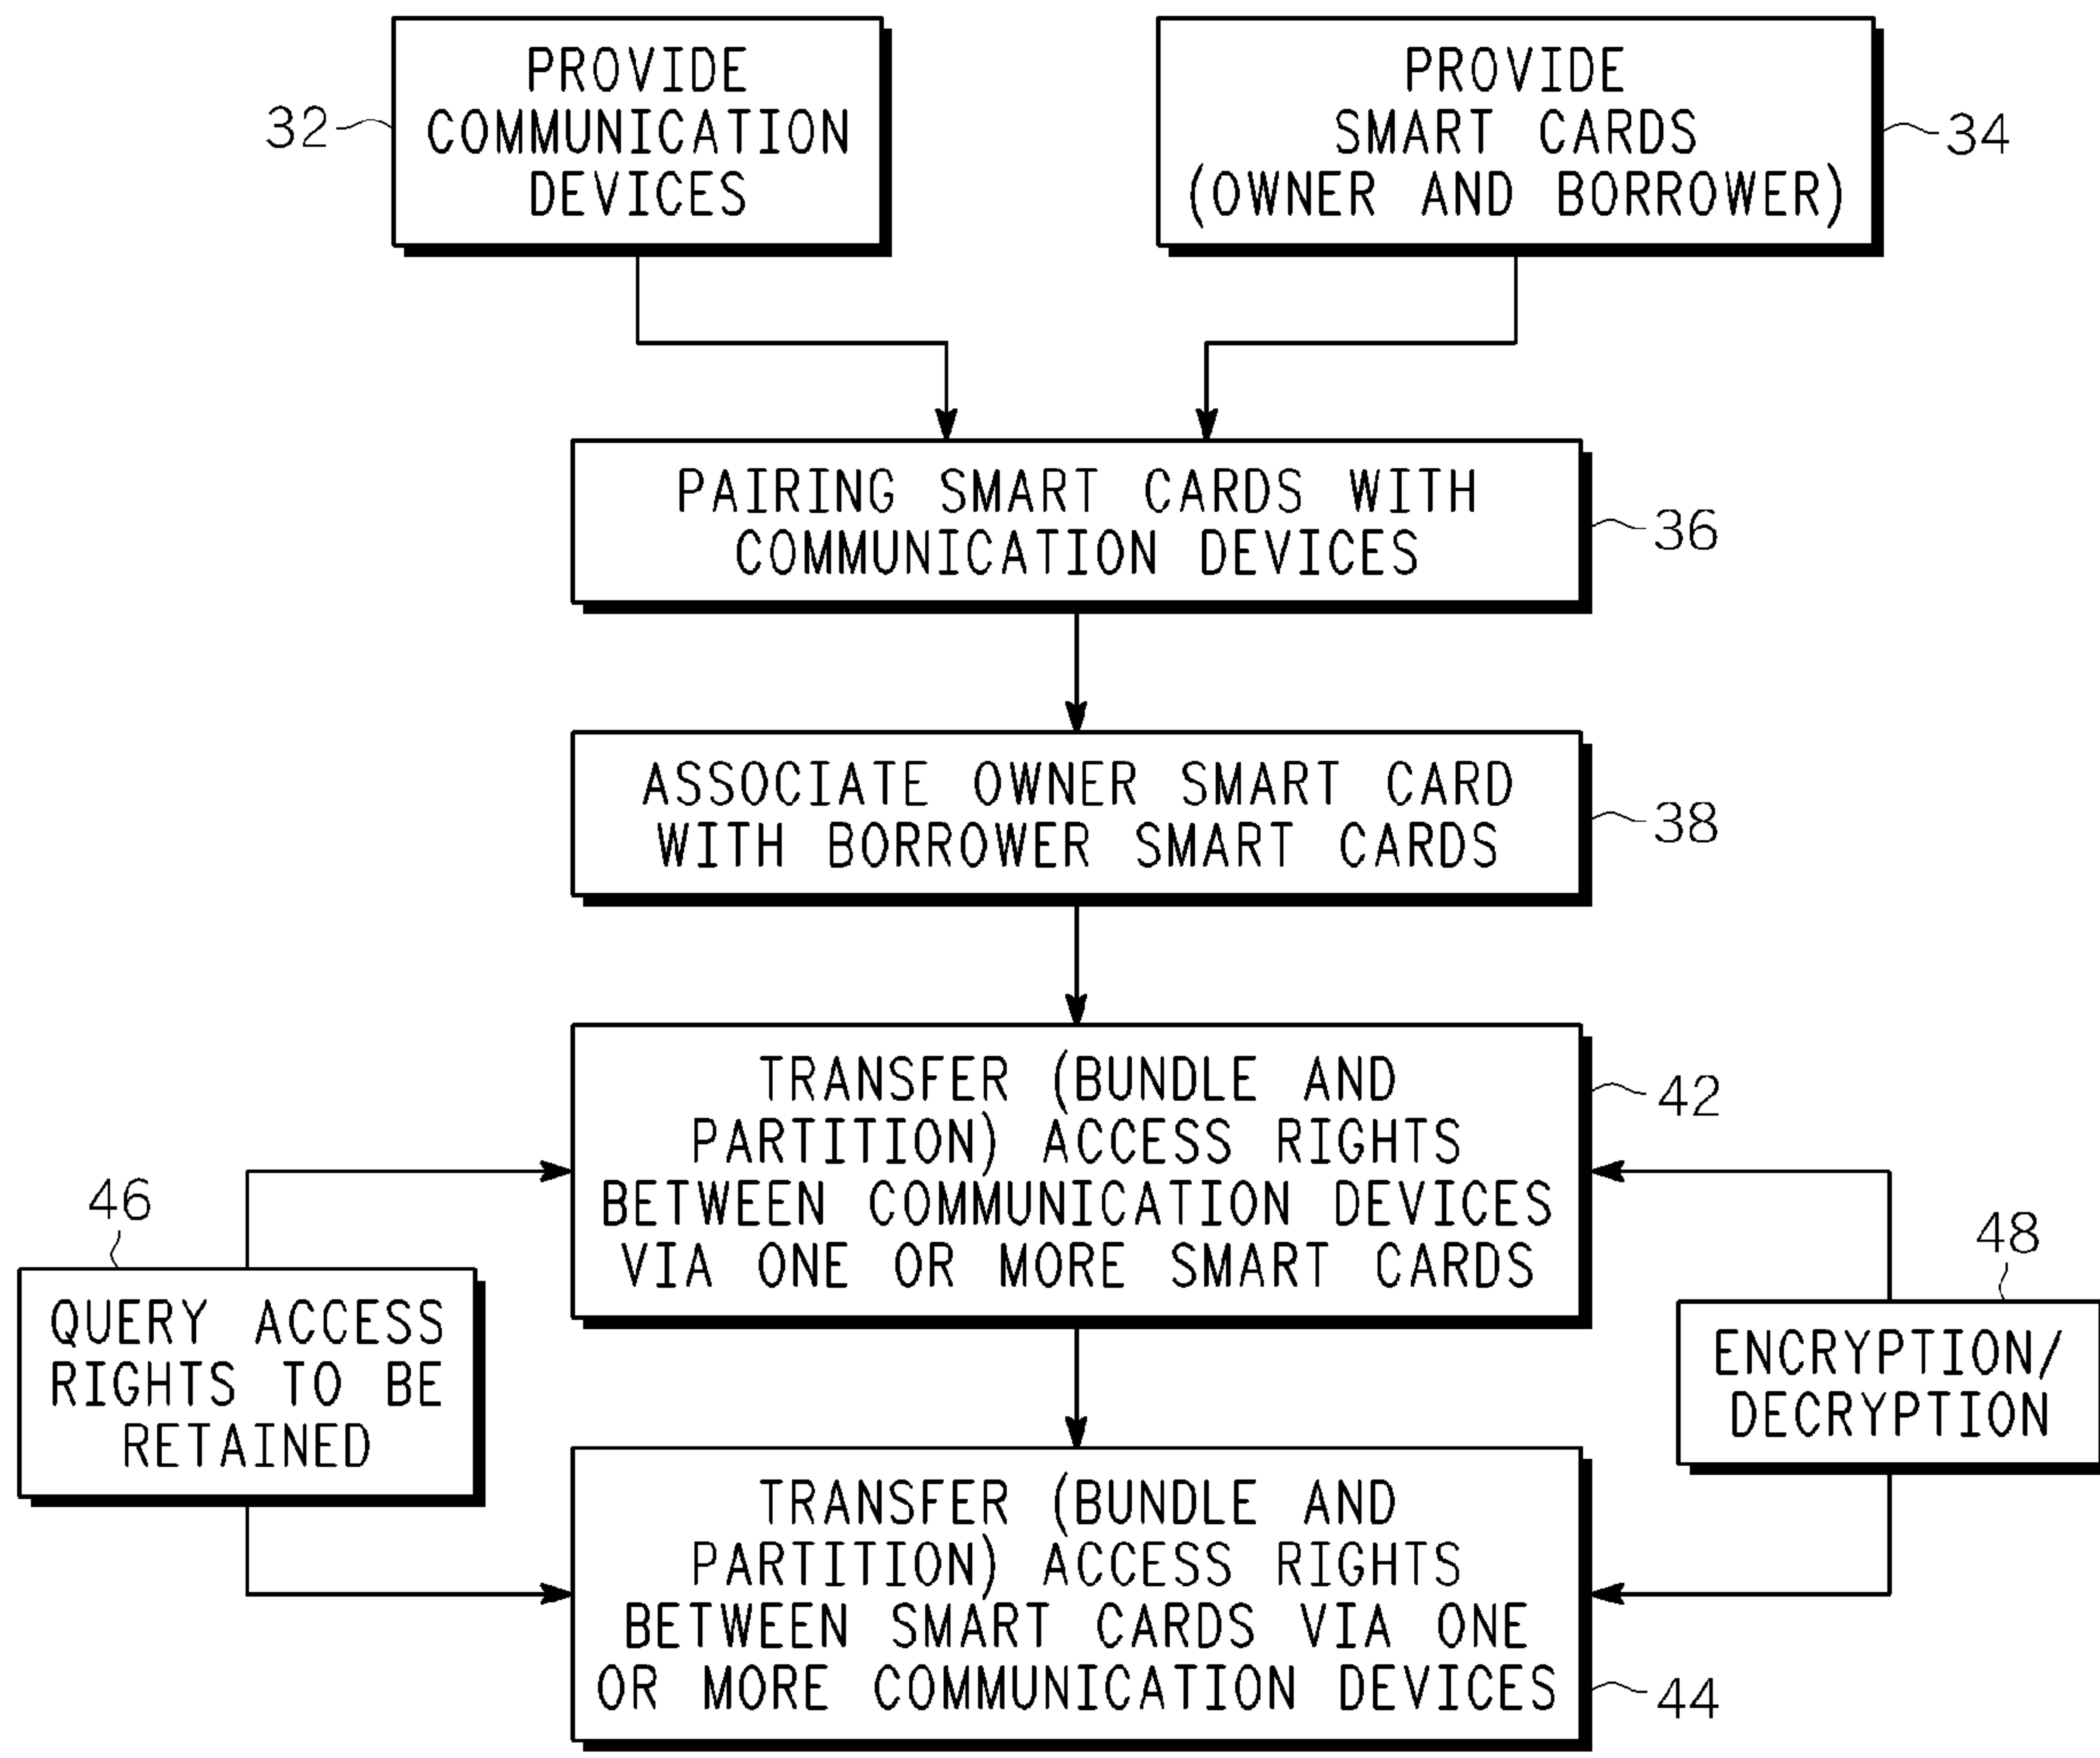 PROVIDE
COMMUNICATION
DEVICES
32
PROVIDE
SMART CARDS
(OWNER AND BORROWER)
34
PAIRING SMART CARDS WITH
COMMUNICATION DEVICES
36
ASSOCIATE OWNER SMART CARD
WITH BORROWER SMART CARDS
38
TRANSFER (BUNDLE AND
PARTITION) ACCESS RIGHTS
BETWEEN COMMUNICATION DEVICES
VIA ONE OR MORE SMART CARDS
42
46
QUERY ACCESS
RIGHTS TO BE
RETAINED
48
ENCRYPTION/
DECRYPTION
TRANSFER (BUNDLE AND
PARTITION) ACCESS RIGHTS
BETWEEN SMART CARDS VIA ONE
OR MORE COMMUNICATION DEVICES
44